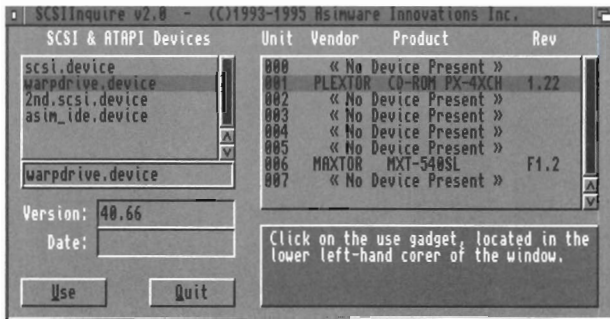 SCSIInquire v2.0 - (C)1993-1995 Asimware Innovations Inc.
SCSI & ATAPI Devices
scsi.device
warpdrive.device
2nd.scsi.device
asim_ide.device
warpdrive.device
Version: 40.66
Date:
Use Quit
Unit Vendor Product Rev
000 « No Device Present »
001 PLEXTOR CD-ROM PX-4XCH 1.22
002 « No Device Present »
003 « No Device Present »
004 « No Device Present »
005 « No Device Present »
006 MAXTOR MXT-540SL F1.2
007 « No Device Present »
Click on the use gadget, located in the
lower left-hand corer of the window.